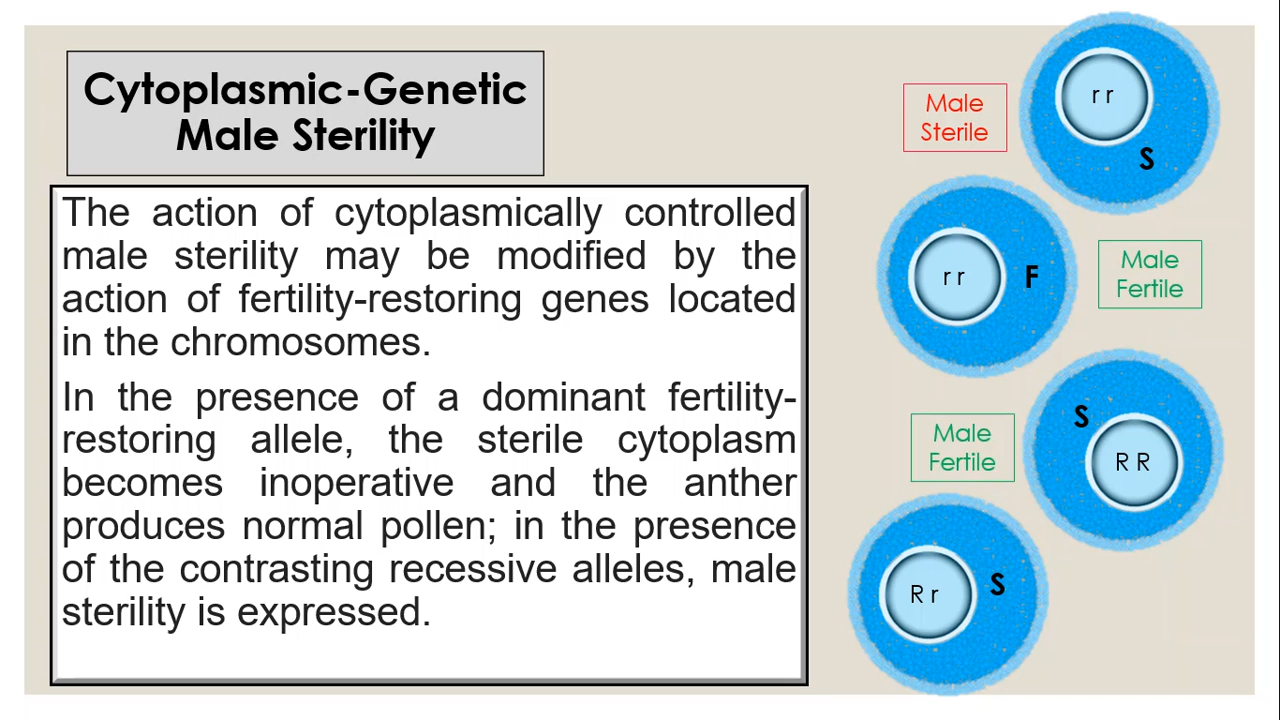 Cytoplasmic-Genetic
Male Sterility
The action of cytoplasmically controlled
male sterility may be modified by the
action of fertility-restoring genes located
in the chromosomes.
In the presence of a dominant fertility-
restoring allele, the sterile cytoplasm
becomes inoperative and the anther
produces normal pollen; in the presence
of the contrasting recessive alleles, male
sterility is expressed.
Male
Sterile
r r
S
r r
F
Male
Fertile
Male
Fertile
S
R R
R r
S